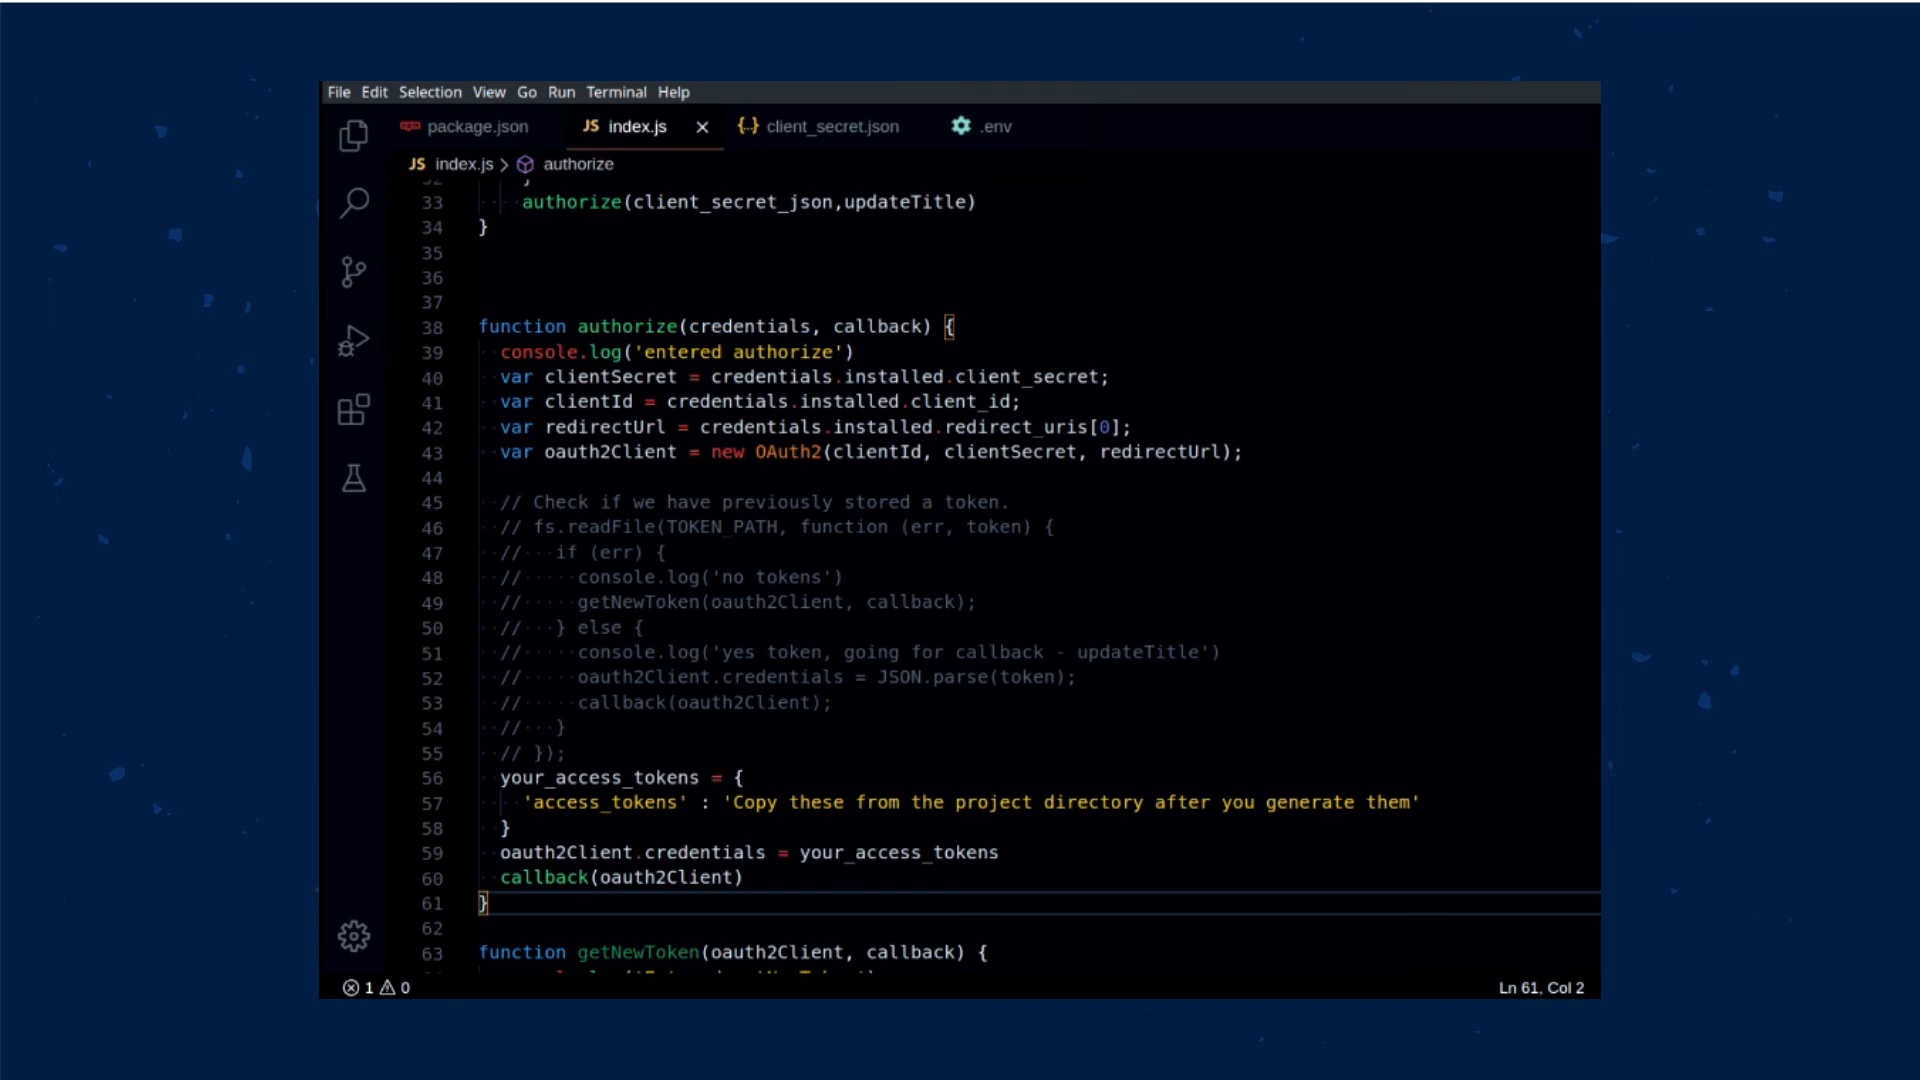 File Edit Selection View Go Run Terminal Help
package.json JS index.js client_secret.json .env
JS index.js > authorize
33 authorize(client_secret_json,updateTitle)
34 }
35
36
37
38 function authorize(credentials, callback) {
39 console.log('entered authorize')
40 var clientSecret = credentials.installed.client_secret;
41 var clientId = credentials.installed.client_id;
42 var redirectUrl = credentials.installed.redirect_uris[0];
43 var oauth2Client = new OAuth2(clientId, clientSecret, redirectUrl);
44
45 // Check if we have previously stored a token.
46 // fs.readFile(TOKEN_PATH, function (err, token) {
47 // if (err) {
48 // console.log('no tokens')
49 // getNewToken(oauth2Client, callback);
50 // } else {
51 // console.log('yes token, going for callback - updateTitle')
52 // oauth2Client.credentials = JSON.parse(token);
53 // callback(oauth2Client);
54 // }
55 // });
56 your_access_tokens = {
57 'access_tokens' : 'Copy these from the project directory after you generate them'
58 }
59 oauth2Client.credentials = your_access_tokens
60 callback(oauth2Client)
61 }
62
63 function getNewToken(oauth2Client, callback) {
1 0 Ln 61, Col 2